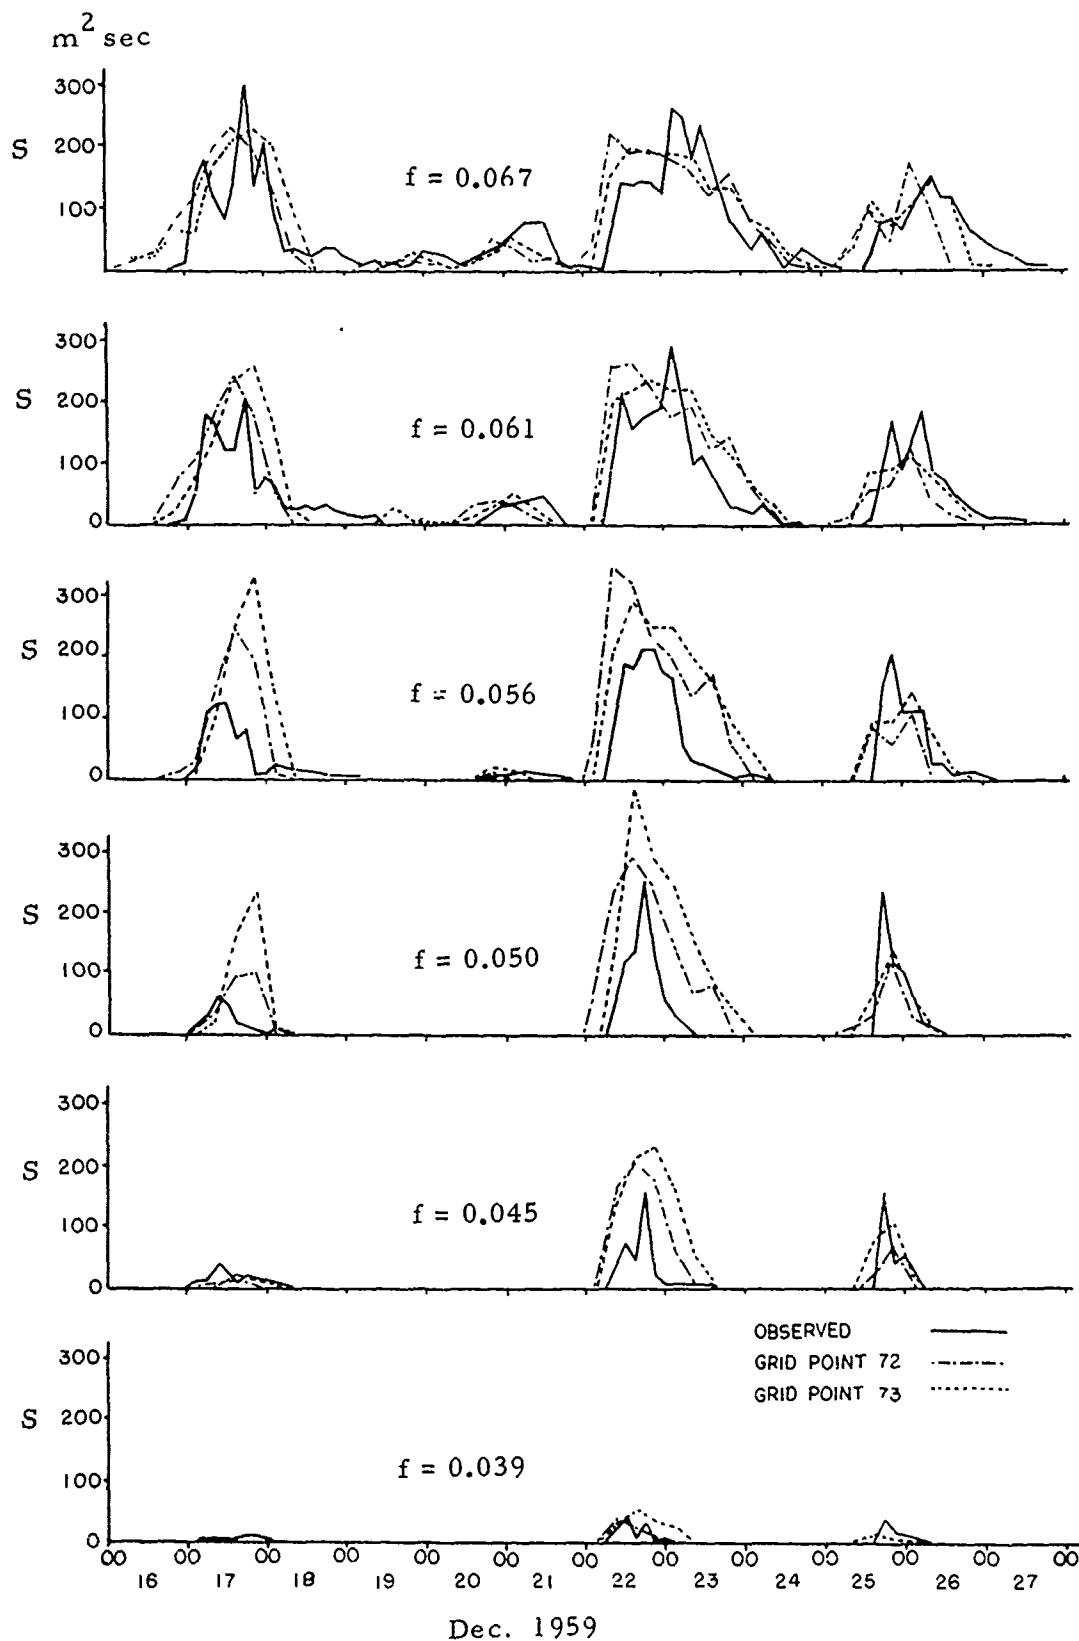 m² sec
300
S
200
f = 0.067
100
300
S
200
f = 0.061
100
0
300
S
200
f = 0.056
100
0
300
S
200
f = 0.050
100
0
300
S
200
f = 0.045
100
0
OBSERVED
GRID POINT 72
GRID POINT 73
300
S
200
f = 0.039
100
0
00 00 00 00 00 00 00 00 00 00 00 00 00
16 17 18 19 20 21 22 23 24 25 26 27
Dec. 1959